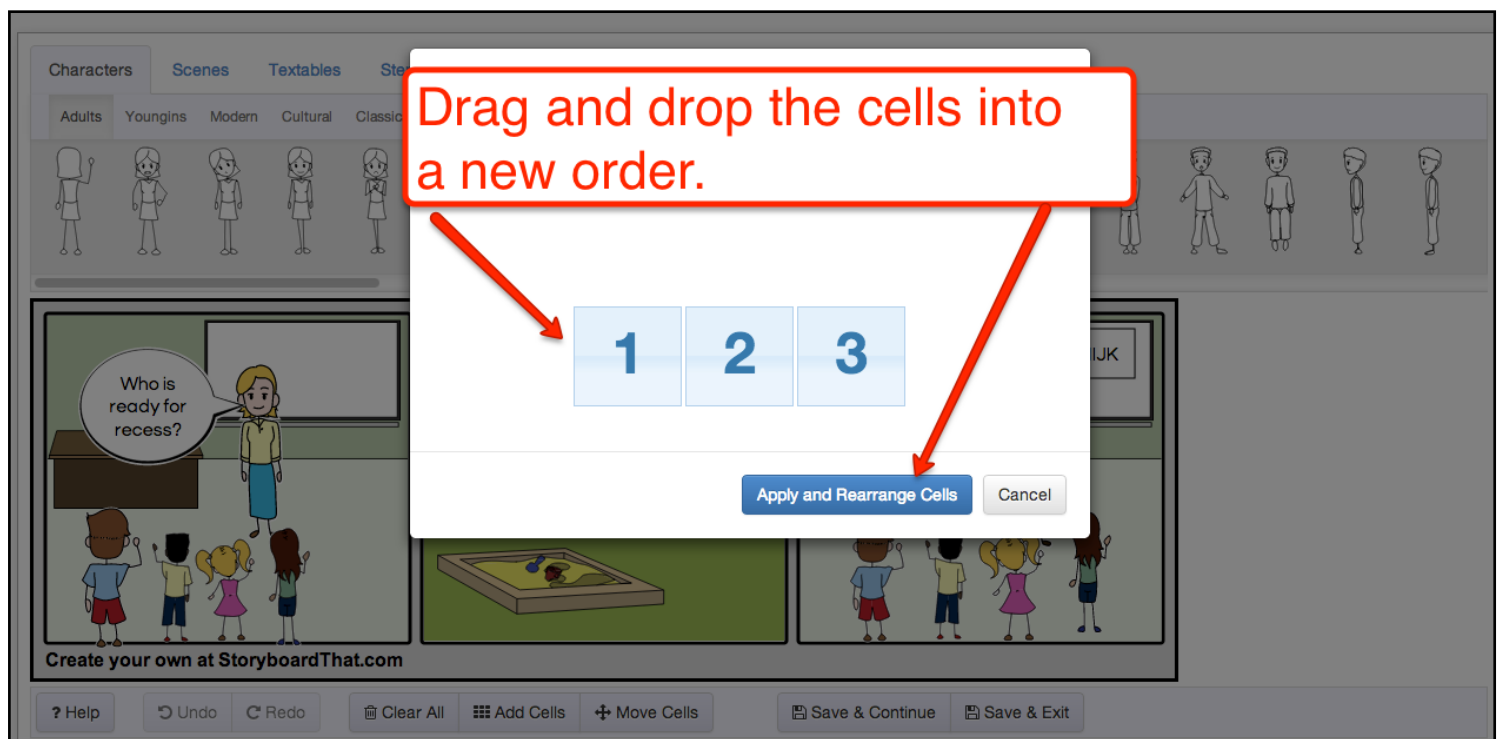 Characters Scenes Textables
Drag and drop the cells into
a new order.
Adults Youngins Modern Cultural Classic
1 2 3
Who is
ready for
recess?
IJK
Apply and Rearrange Cells Cancel
Create your own at StoryboardThat.com
? Help Undo Redo Clear All Add Cells Move Cells Save & Continue Save & Exit